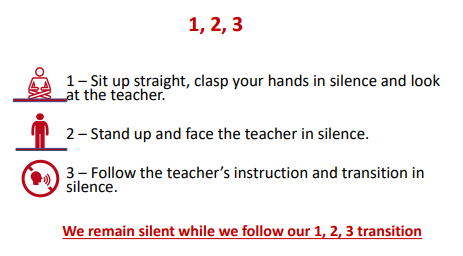 1, 2, 3
1 – Sit up straight, clasp your hands in silence and look
at the teacher.
2 – Stand up and face the teacher in silence.
3 – Follow the teacher’s instruction and transition in
silence.
We remain silent while we follow our 1, 2, 3 transition